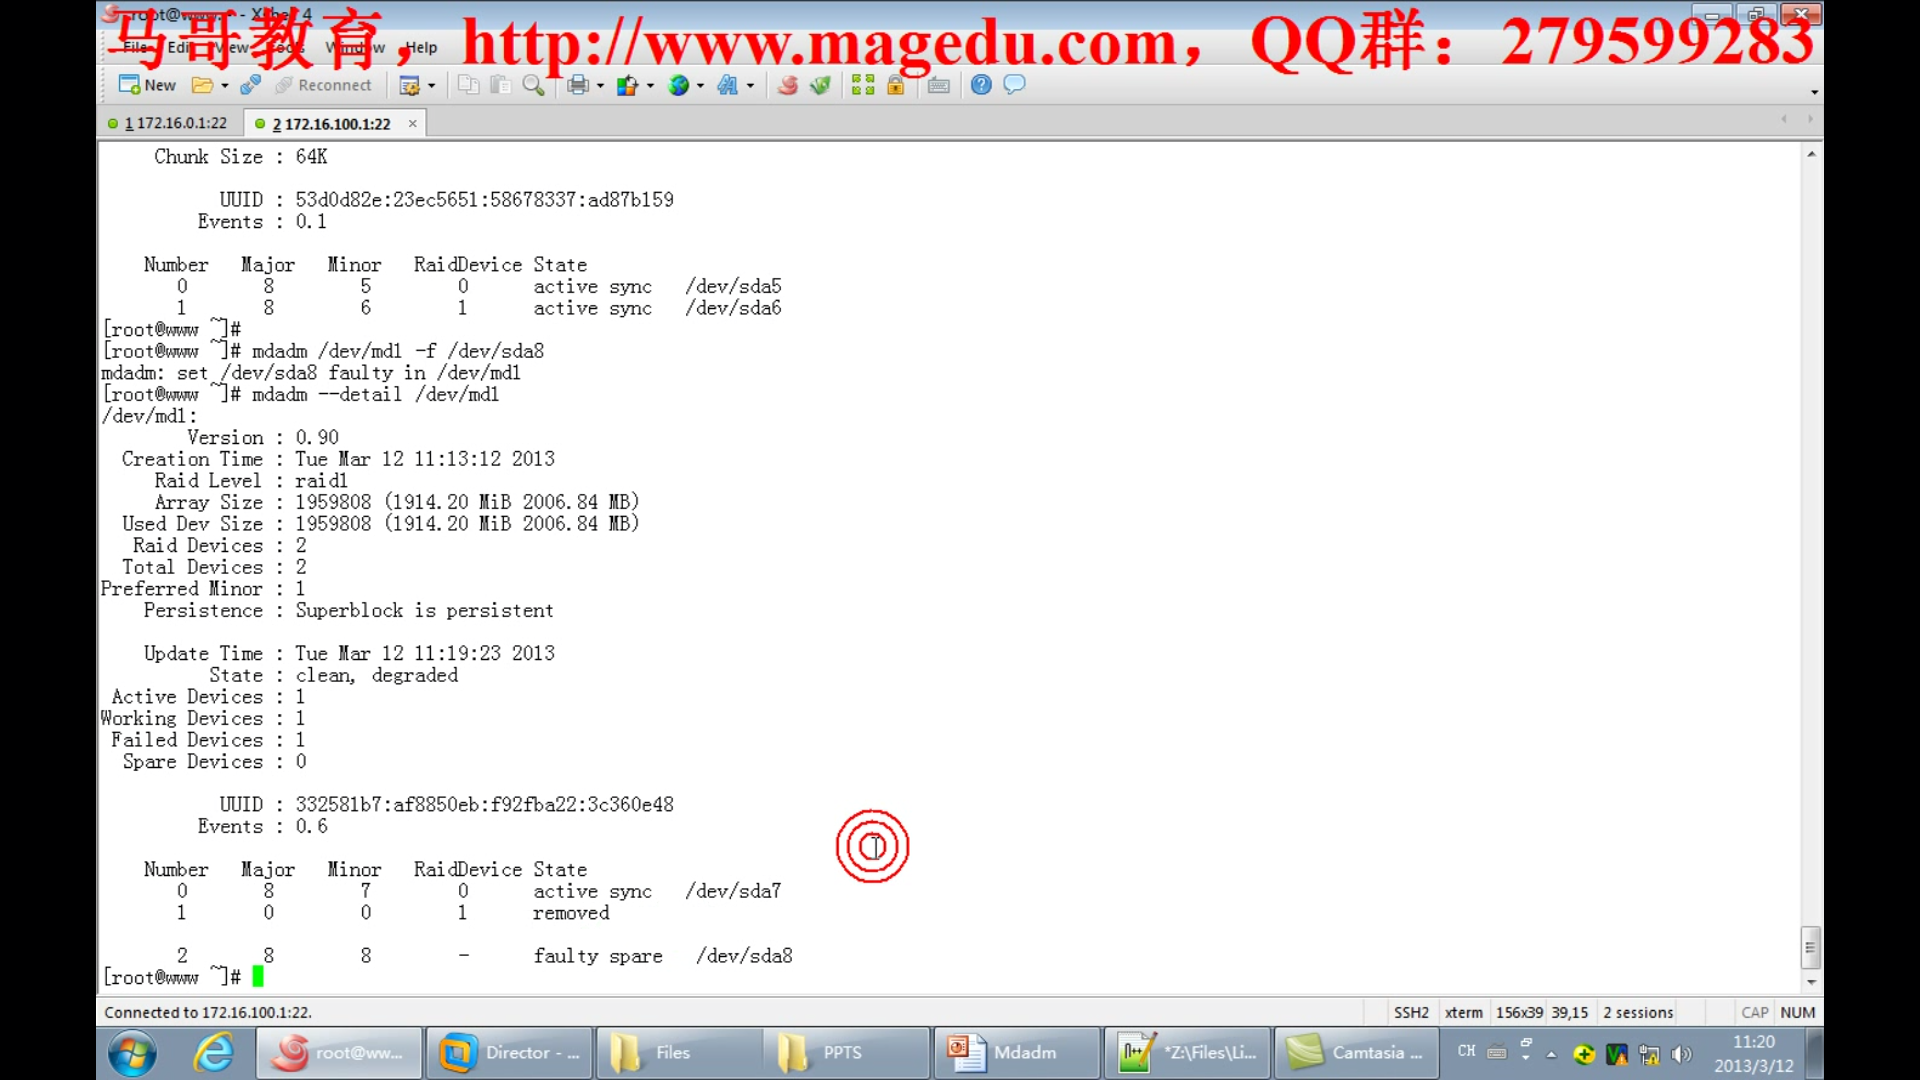 root@www:~ - Xshell 4
马哥教育，http://www.magedu.com，QQ群：279599283
File Edit View Tools Window Help
New Reconnect
1 172.16.0.1:22 2 172.16.100.1:22
Chunk Size : 64K
UUID : 53d0d82e:23ec5651:58678337:ad87b159
Events : 0.1
Number Major Minor RaidDevice State
0 8 5 0 active sync /dev/sda5
1 8 6 1 active sync /dev/sda6
[root@www ~]#
[root@www ~]# mdadm /dev/md1 -f /dev/sda8
mdadm: set /dev/sda8 faulty in /dev/md1
[root@www ~]# mdadm --detail /dev/md1
/dev/md1:
Version : 0.90
Creation Time : Tue Mar 12 11:13:12 2013
Raid Level : raid1
Array Size : 1959808 (1914.20 MiB 2006.84 MB)
Used Dev Size : 1959808 (1914.20 MiB 2006.84 MB)
Raid Devices : 2
Total Devices : 2
Preferred Minor : 1
Persistence : Superblock is persistent
Update Time : Tue Mar 12 11:19:23 2013
State : clean, degraded
Active Devices : 1
Working Devices : 1
Failed Devices : 1
Spare Devices : 0
UUID : 332581b7:af8850eb:f92fba22:3c360e48
Events : 0.6
Number Major Minor RaidDevice State
0 8 7 0 active sync /dev/sda7
1 0 0 1 removed
2 8 8 - faulty spare /dev/sda8
[root@www ~]#
Connected to 172.16.100.1:22.
SSH2 xterm 156x39 39,15 2 sessions CAP NUM
root@ww... Director - ... Files PPTS Mdadm *Z:\Files\Li... Camtasia ... CH 11:20
2013/3/12